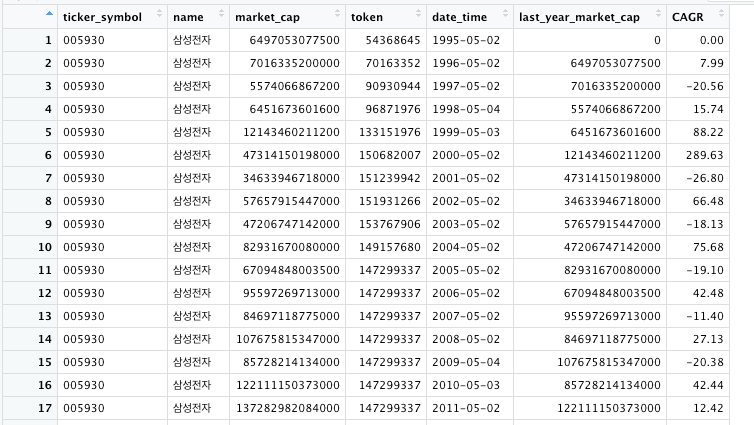 ticker_symbol name market_cap token date_time last_year_market_cap CAGR
1 005930 삼성전자 6497053077500 54368645 1995-05-02 0 0.00
2 005930 삼성전자 7016335200000 70163352 1996-05-02 6497053077500 7.99
3 005930 삼성전자 5574066867200 90930944 1997-05-02 7016335200000 -20.56
4 005930 삼성전자 6451673601600 96871976 1998-05-04 5574066867200 15.74
5 005930 삼성전자 12143460211200 133151976 1999-05-03 6451673601600 88.22
6 005930 삼성전자 47314150198000 150682007 2000-05-02 12143460211200 289.63
7 005930 삼성전자 34633946718000 151239942 2001-05-02 47314150198000 -26.80
8 005930 삼성전자 57657915447000 151931266 2002-05-02 34633946718000 66.48
9 005930 삼성전자 47206747142000 153767906 2003-05-02 57657915447000 -18.13
10 005930 삼성전자 82931670080000 149157680 2004-05-02 47206747142000 75.68
11 005930 삼성전자 67094848003500 147299337 2005-05-02 82931670080000 -19.10
12 005930 삼성전자 95597269713000 147299337 2006-05-02 67094848003500 42.48
13 005930 삼성전자 84697118775000 147299337 2007-05-02 95597269713000 -11.40
14 005930 삼성전자 107675815347000 147299337 2008-05-02 84697118775000 27.13
15 005930 삼성전자 85728214134000 147299337 2009-05-04 107675815347000 -20.38
16 005930 삼성전자 122111150373000 147299337 2010-05-03 85728214134000 42.44
17 005930 삼성전자 137282982084000 147299337 2011-05-02 122111150373000 12.42